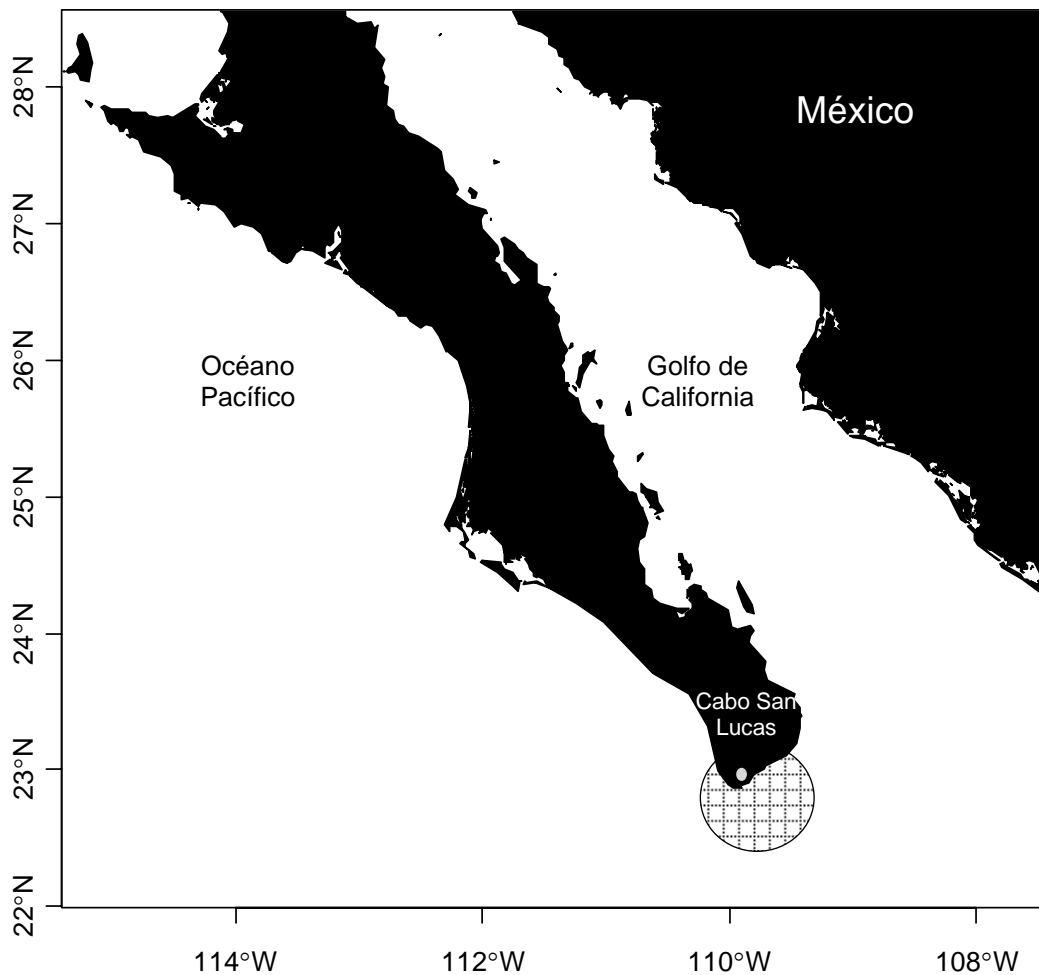 28°N
México
27°N
26°N
Océano
Pacífico
Golfo de
California
25°N
24°N
Cabo San
Lucas
23°N
22°N
114°W
112°W
110°W
108°W